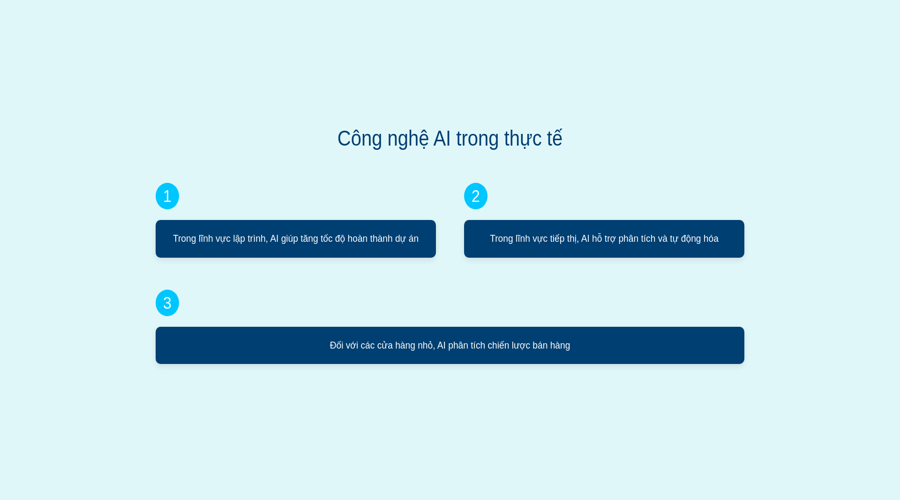 Công nghệ AI trong thực tế
1
Trong lĩnh vực lập trình, AI giúp tăng tốc độ hoàn thành dự án
2
Trong lĩnh vực tiếp thị, AI hỗ trợ phân tích và tự động hóa
3
Đối với các cửa hàng nhỏ, AI phân tích chiến lược bán hàng